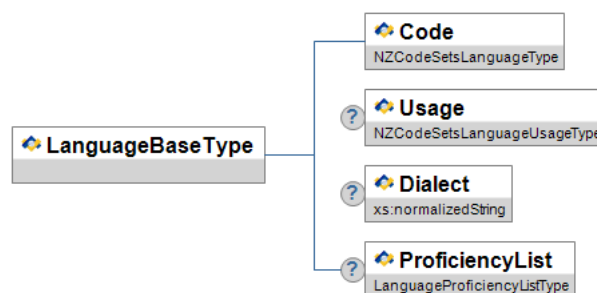 Code
NZCodeSetsLanguageType
?
Usage
NZCodeSetsLanguageUsageType
LanguageBaseType
?
Dialect
xs:normalizedString
?
ProficiencyList
LanguageProficiencyListType